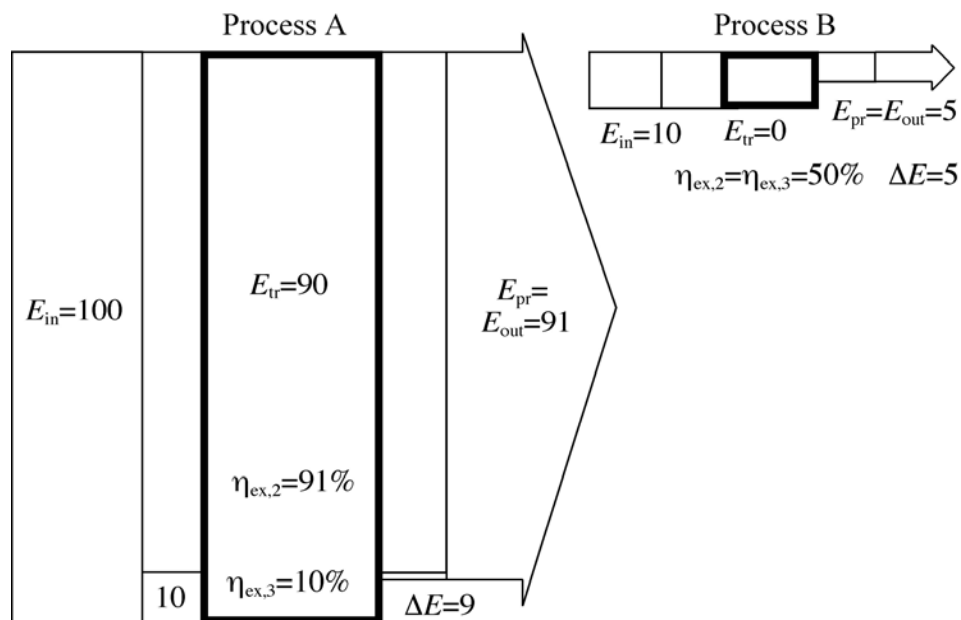 Process A
E_in=100
E_tr=90
E_pr=
E_out=91
η_ex,2=91%
10
η_ex,3=10%
ΔE=9
Process B
E_in=10
E_tr=0
E_pr=E_out=5
η_ex,2=η_ex,3=50% ΔE=5